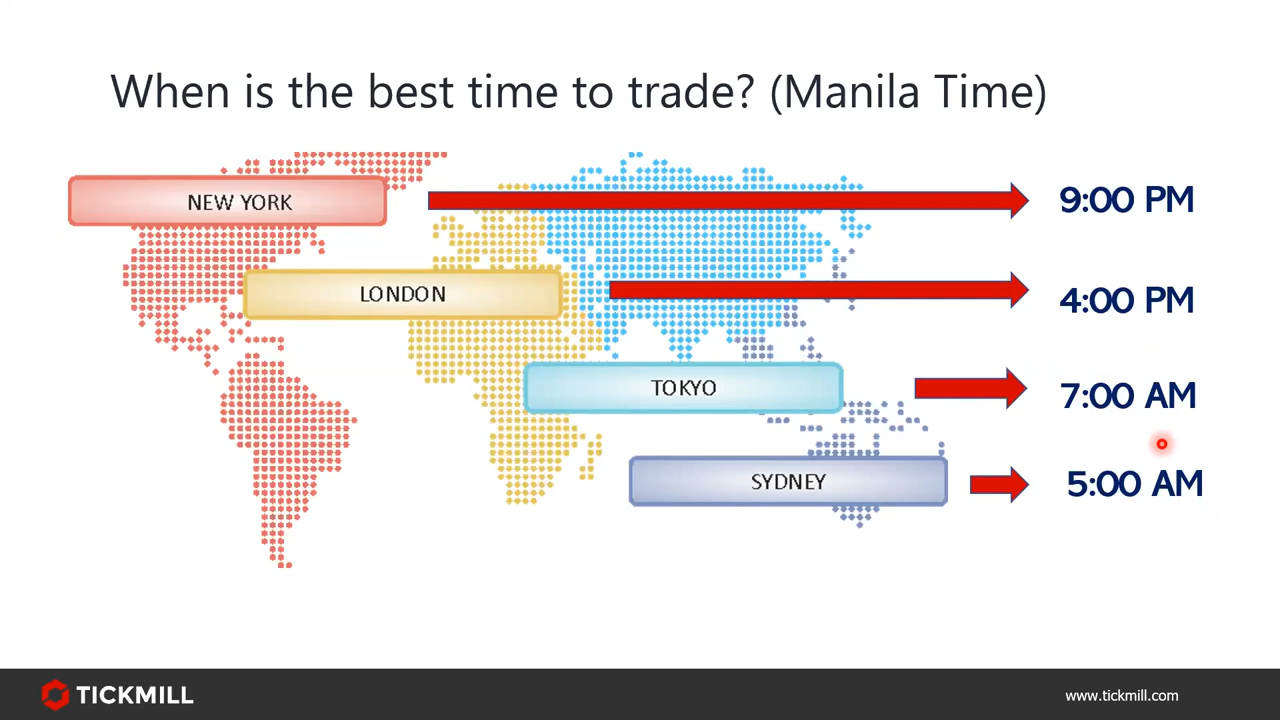 When is the best time to trade? (Manila Time)
NEW YORK
9:00 PM
LONDON
4:00 PM
TOKYO
7:00 AM
SYDNEY
5:00 AM
TICKMILL
www.tickmill.com